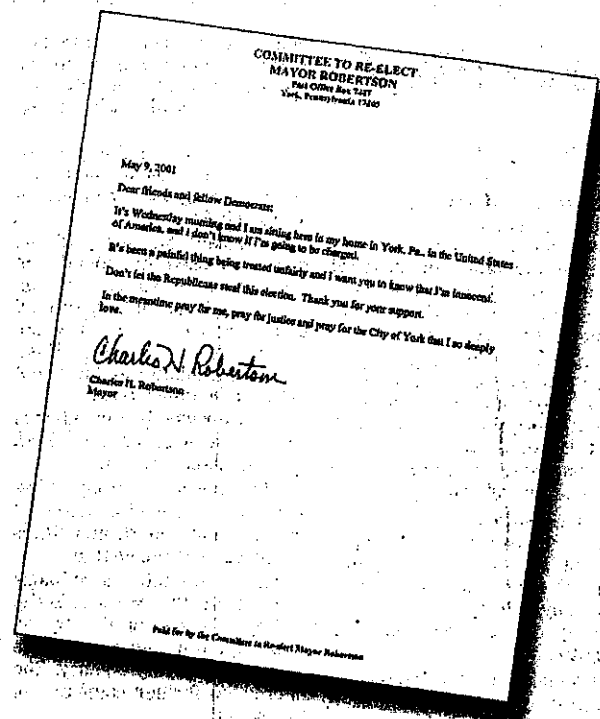 COMMITTEE TO RE-ELECT
MAYOR ROBERTSON
Post Office Box
York, Pennsylvania
May 9, 2001
Dear friends and fellow Democrats:
It's Wednesday morning and I am sitting here in my home in York, Pa., in the United States
of America, and I don't know if I'm going to be charged.
It's been a painful thing being treated unfairly and I want you to know that I'm innocent.
Don't let the Republicans steal this election. Thank you for your support.
In the meantime pray for me, pray for justice and pray for the City of York that I so deeply
love.
Charles H Robertson
Charles H. Robertson
Mayor
Paid for by the Committee to Re-elect Mayor Robertson